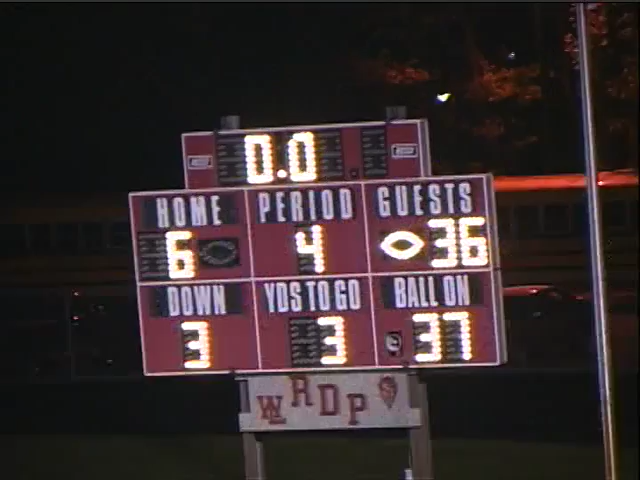 0.0
HOME PERIOD GUESTS
6 4 36
DOWN YDS TO GO BALL ON
3 3 37
WRDP